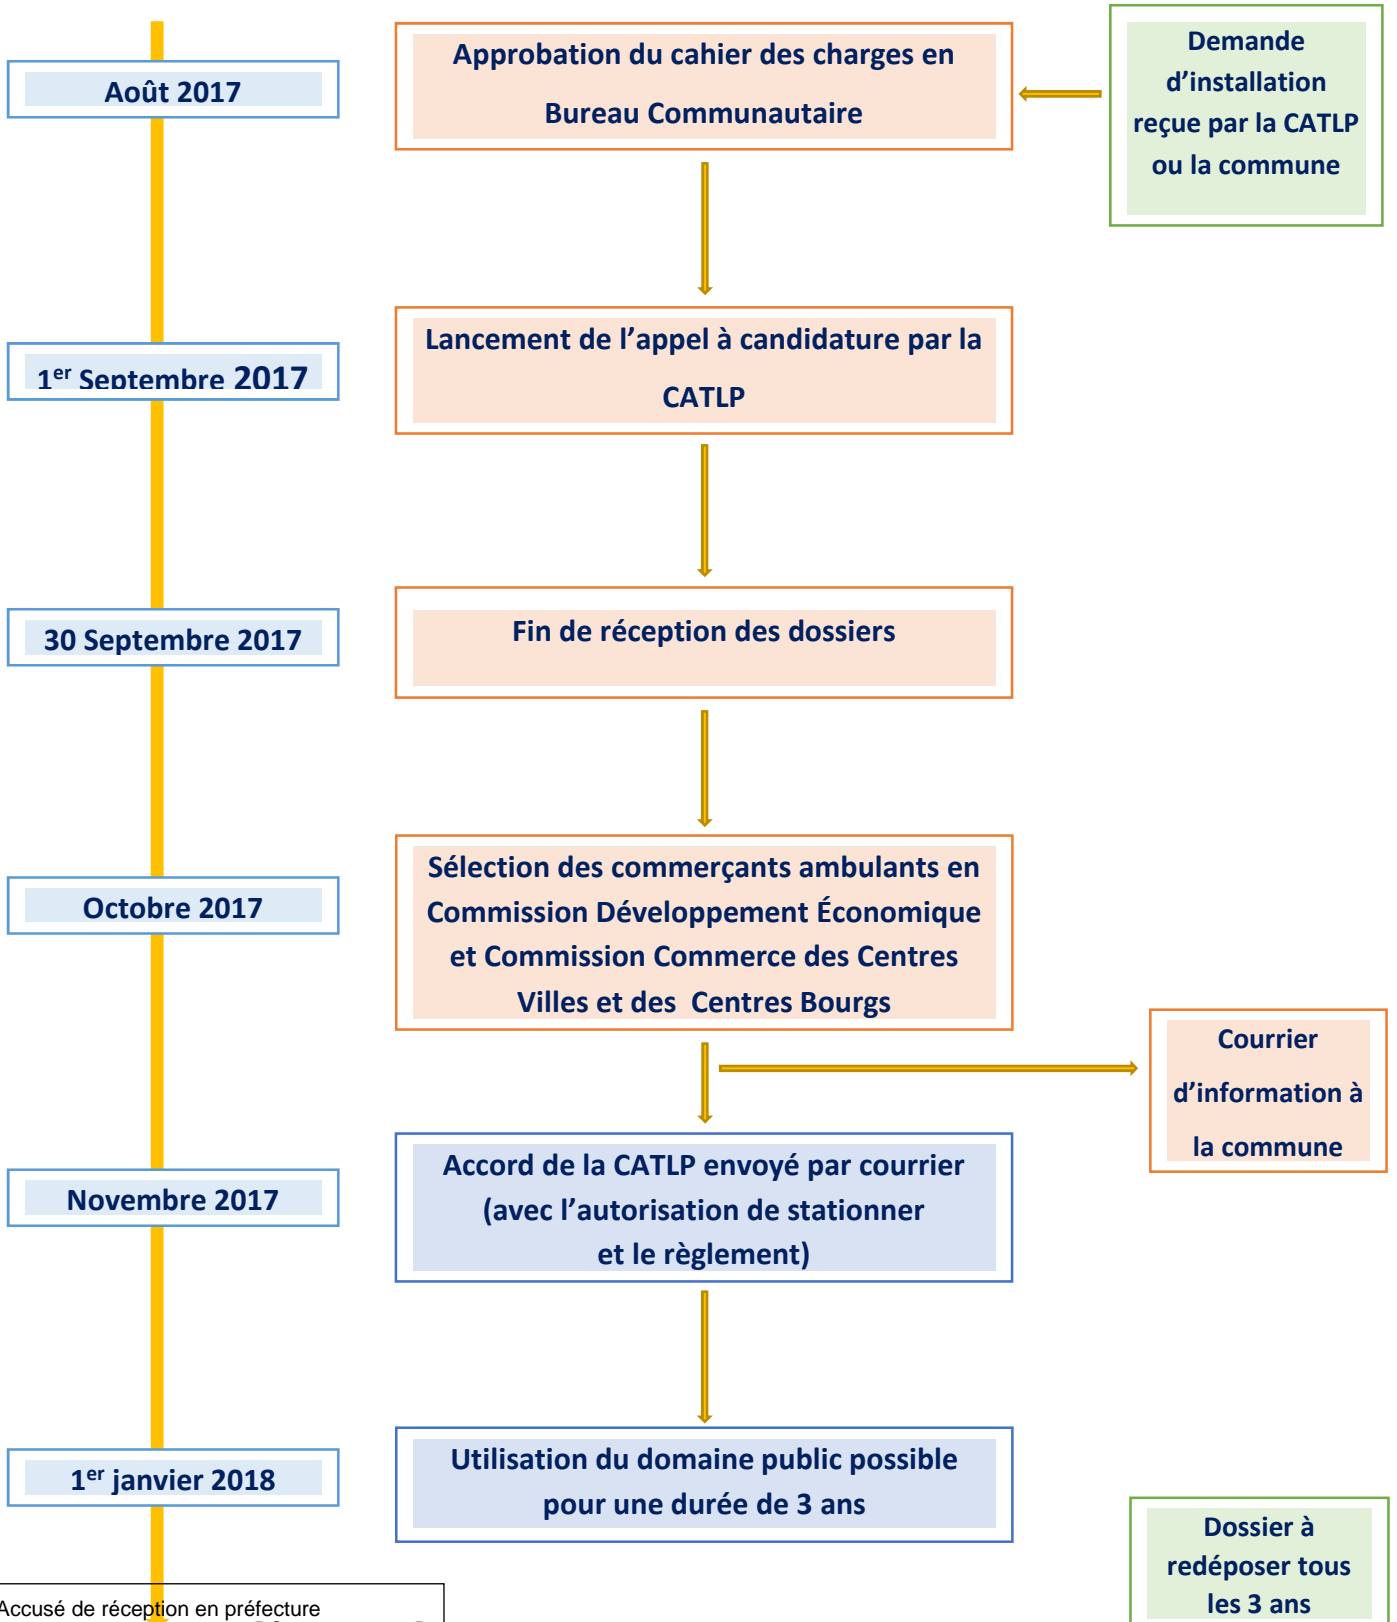 Août 2017
Approbation du cahier des charges en
Bureau Communautaire
Demande
d’installation
reçue par la CATLP
ou la commune
1er Septembre 2017
Lancement de l’appel à candidature par la
CATLP
30 Septembre 2017
Fin de réception des dossiers
Octobre 2017
Sélection des commerçants ambulants en
Commission Développement Économique
et Commission Commerce des Centres
Villes et des Centres Bourgs
Courrier
d’information à
la commune
Novembre 2017
Accord de la CATLP envoyé par courrier
(avec l’autorisation de stationner
et le règlement)
1er janvier 2018
Utilisation du domaine public possible
pour une durée de 3 ans
Dossier à
redéposer tous
les 3 ans
Accusé de réception en préfecture